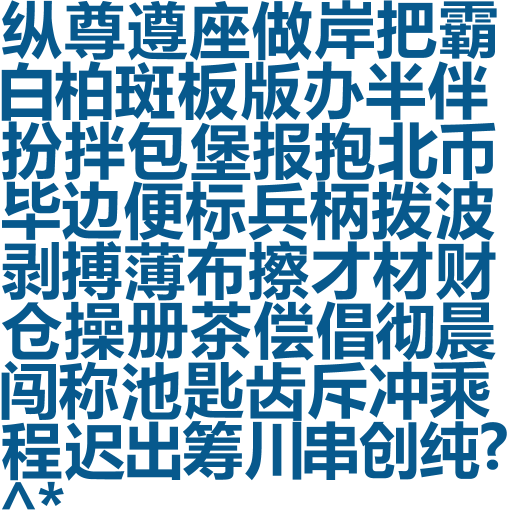 纵尊遵座做岸把霸
白柏斑板版办半伴
扮拌包堡报抱北币
毕边便标兵柄拨波
剥搏薄布擦才材财
仓操册茶偿倡彻晨
闯称池匙齿斥冲乘
程迟出筹川串创纯?
^*